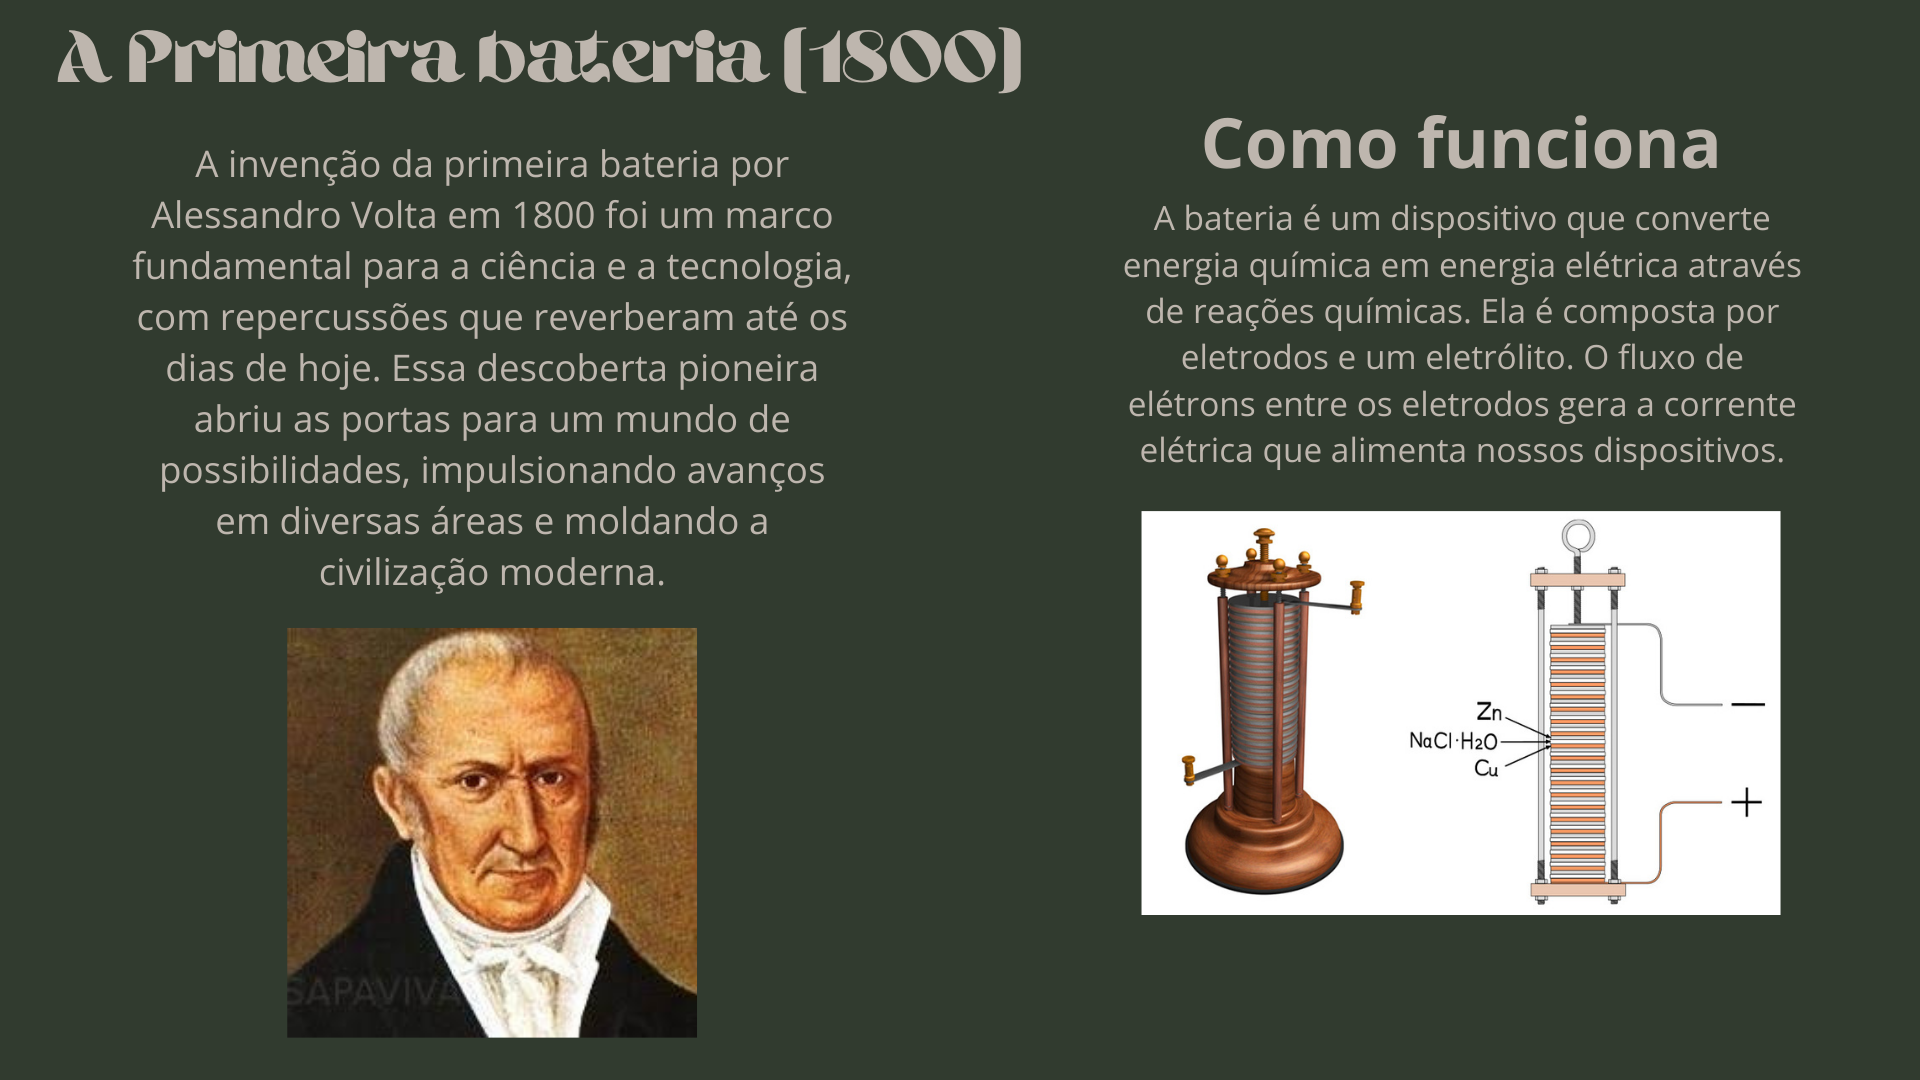 A Primeira bateria (1800)
A invenção da primeira bateria por
Alessandro Volta em 1800 foi um marco
fundamental para a ciência e a tecnologia,
com repercussões que reverberam até os
dias de hoje. Essa descoberta pioneira
abriu as portas para um mundo de
possibilidades, impulsionando avanços
em diversas áreas e moldando a
civilização moderna.
SAPAVIVA
Como funciona
A bateria é um dispositivo que converte
energia química em energia elétrica através
de reações químicas. Ela é composta por
eletrodos e um eletrólito. O fluxo de
elétrons entre os eletrodos gera a corrente
elétrica que alimenta nossos dispositivos.
Zn
NaCl·H₂O
Cu
−
+